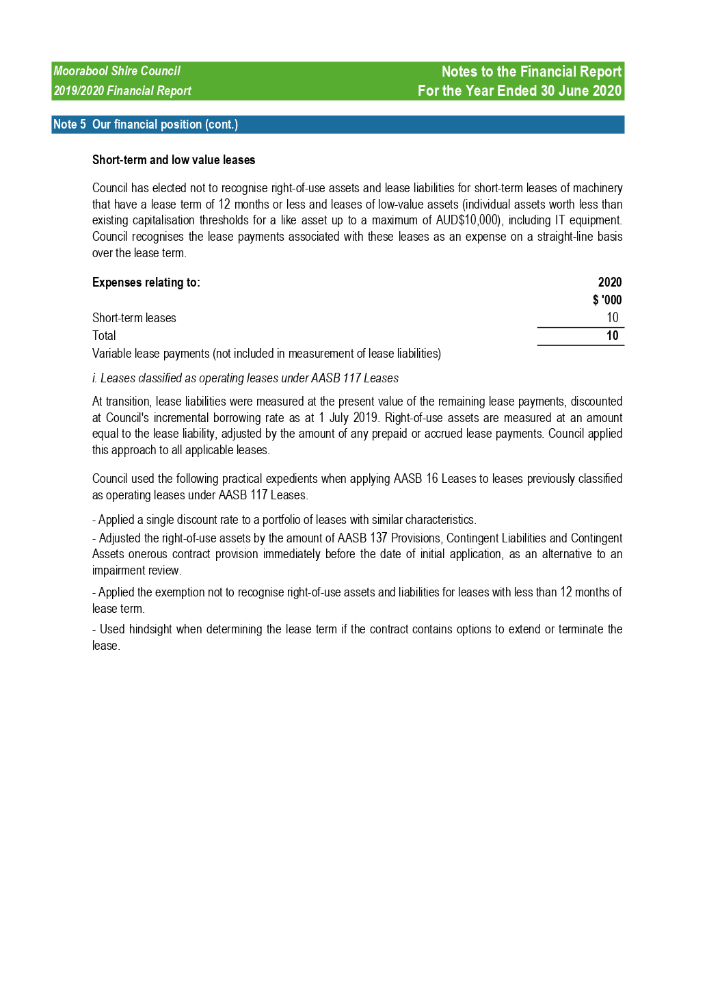 Moorabool Shire Council
Notes to the Financial Report
2019/2020 Financial Report
For the Year Ended 30 June 2020
Note 5 Our financial position (cont.)
Short-term and low value leases
Council has elected not to recognise right-of-use assets and lease liabilities for short-term leases of machinery
that have a lease term of 12 months or less and leases of low-value assets (individual assets worth less than
existing capitalisation thresholds for a like asset up to a maximum of AUD$10,000), including IT equipment.
Council recognises the lease payments associated with these leases as an expense on a straight-line basis
over the lease term.
Expenses relating to: 2020
$ '000
Short-term leases 10
Total 10
Variable lease payments (not included in measurement of lease liabilities)
i. Leases classified as operating leases under AASB 117 Leases
At transition, lease liabilities were measured at the present value of the remaining lease payments, discounted
at Council's incremental borrowing rate as at 1 July 2019. Right-of-use assets are measured at an amount
equal to the lease liability, adjusted by the amount of any prepaid or accrued lease payments. Council applied
this approach to all applicable leases.
Council used the following practical expedients when applying AASB 16 Leases to leases previously classified
as operating leases under AASB 117 Leases.
- Applied a single discount rate to a portfolio of leases with similar characteristics.
- Adjusted the right-of-use assets by the amount of AASB 137 Provisions, Contingent Liabilities and Contingent
Assets onerous contract provision immediately before the date of initial application, as an alternative to an
impairment review.
- Applied the exemption not to recognise right-of-use assets and liabilities for leases with less than 12 months of
lease term.
- Used hindsight when determining the lease term if the contract contains options to extend or terminate the
lease.